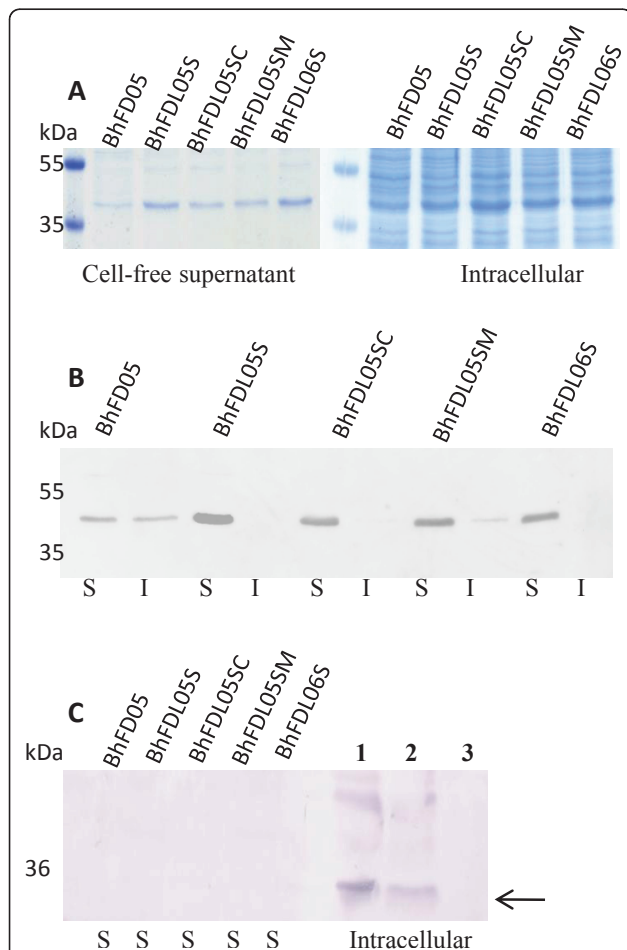 A
kDa
BhFD05 BhFDL05S BhFDL05SC BhFDL05SM BhFDL06S BhFD05 BhFDL05S BhFDL05SC BhFDL05SM BhFDL06S
55
35
Cell-free supernatant Intracellular
B
kDa
BhFD05 BhFDL05S BhFDL05SC BhFDL05SM BhFDL06S
55
35
S I S I S I S I S I
C
BhFD05 BhFDL05S BhFDL05SC BhFDL05SM BhFDL06S
kDa 1 2 3
36
S S S S S Intracellular